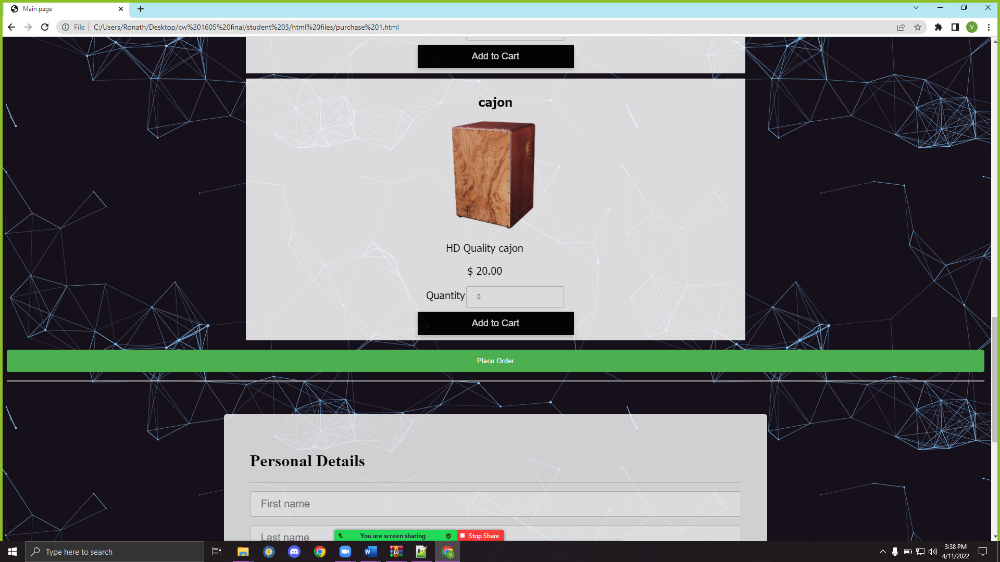 Main page
File
C:/Users/Ronath/Desktop/cw%201605%20final/student%203/html%20files/purchase%201.html
V
Add to Cart
cajon
HD Quality cajon
$ 20.00
Quantity 0
Add to Cart
Place Order
Personal Details
First name
Last name
You are screen sharing Stop Share
Type here to search
3:38 PM
4/11/2022